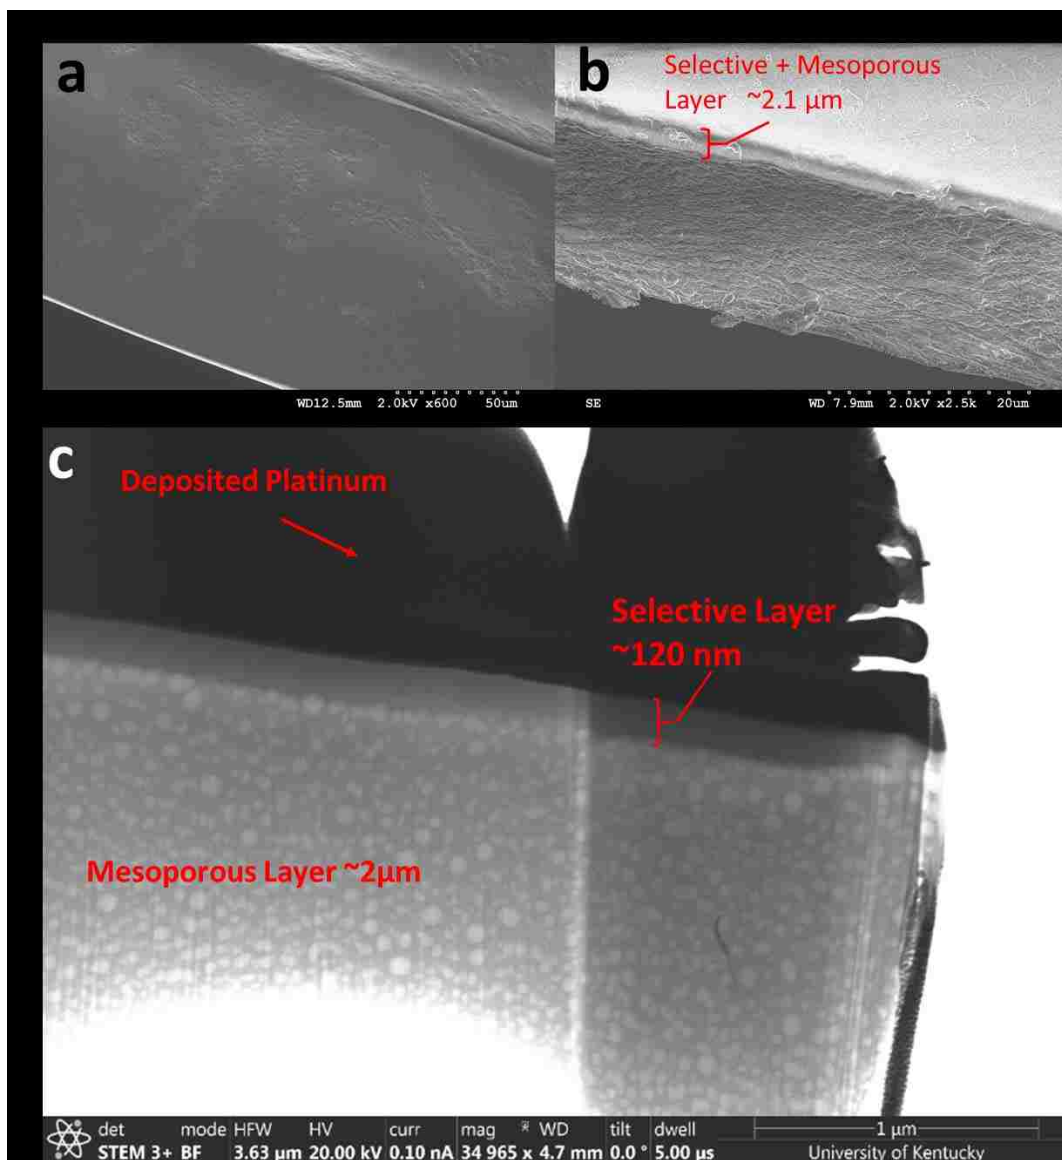 a
b
Selective + Mesoporous
Layer ~2.1 µm
WD12.5mm 2.0kV x600 50um
SE
WD 7.9mm 2.0kV x2.5k 20um
c
Deposited Platinum
Selective Layer
~120 nm
Mesoporous Layer ~2µm
det mode HFW HV curr mag WD tilt dwell 1 µm
STEM 3+ BF 3.63 µm 20.00 kV 0.10 nA 34 965 x 4.7 mm 0.0 ° 5.00 µs University of Kentucky